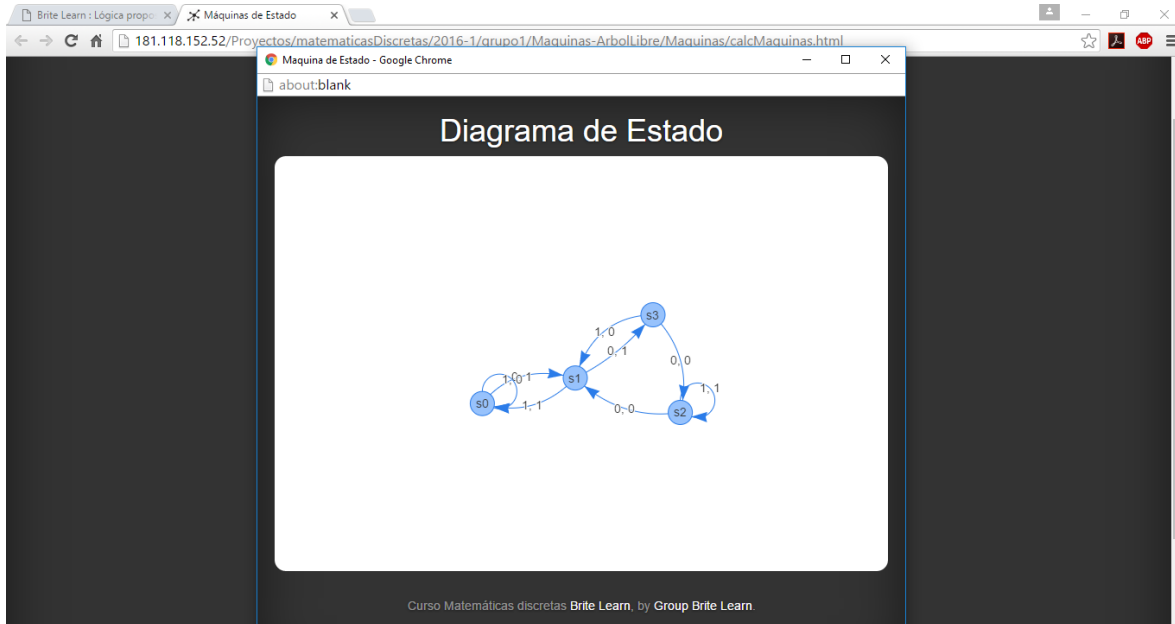 Brite Learn : Lógica propo
Máquinas de Estado
181.118.152.52/Proyectos/matematicasDiscretas/2016-1/grupo1/Maquinas-ArbolLibre/Maquinas/calcMaquinas.html
ABP
Maquina de Estado - Google Chrome
about:blank
Diagrama de Estado
s3
1, 0
0, 1
0, 0
s1
1, 1
s0
1, 1
0, 0
s2
Curso Matemáticas discretas Brite Learn, by Group Brite Learn.